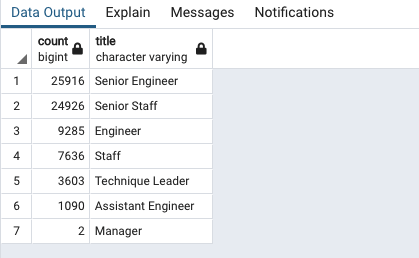 Data Output Explain Messages Notifications
count title
bigint character varying
1 25916 Senior Engineer
2 24926 Senior Staff
3 9285 Engineer
4 7636 Staff
5 3603 Technique Leader
6 1090 Assistant Engineer
7 2 Manager